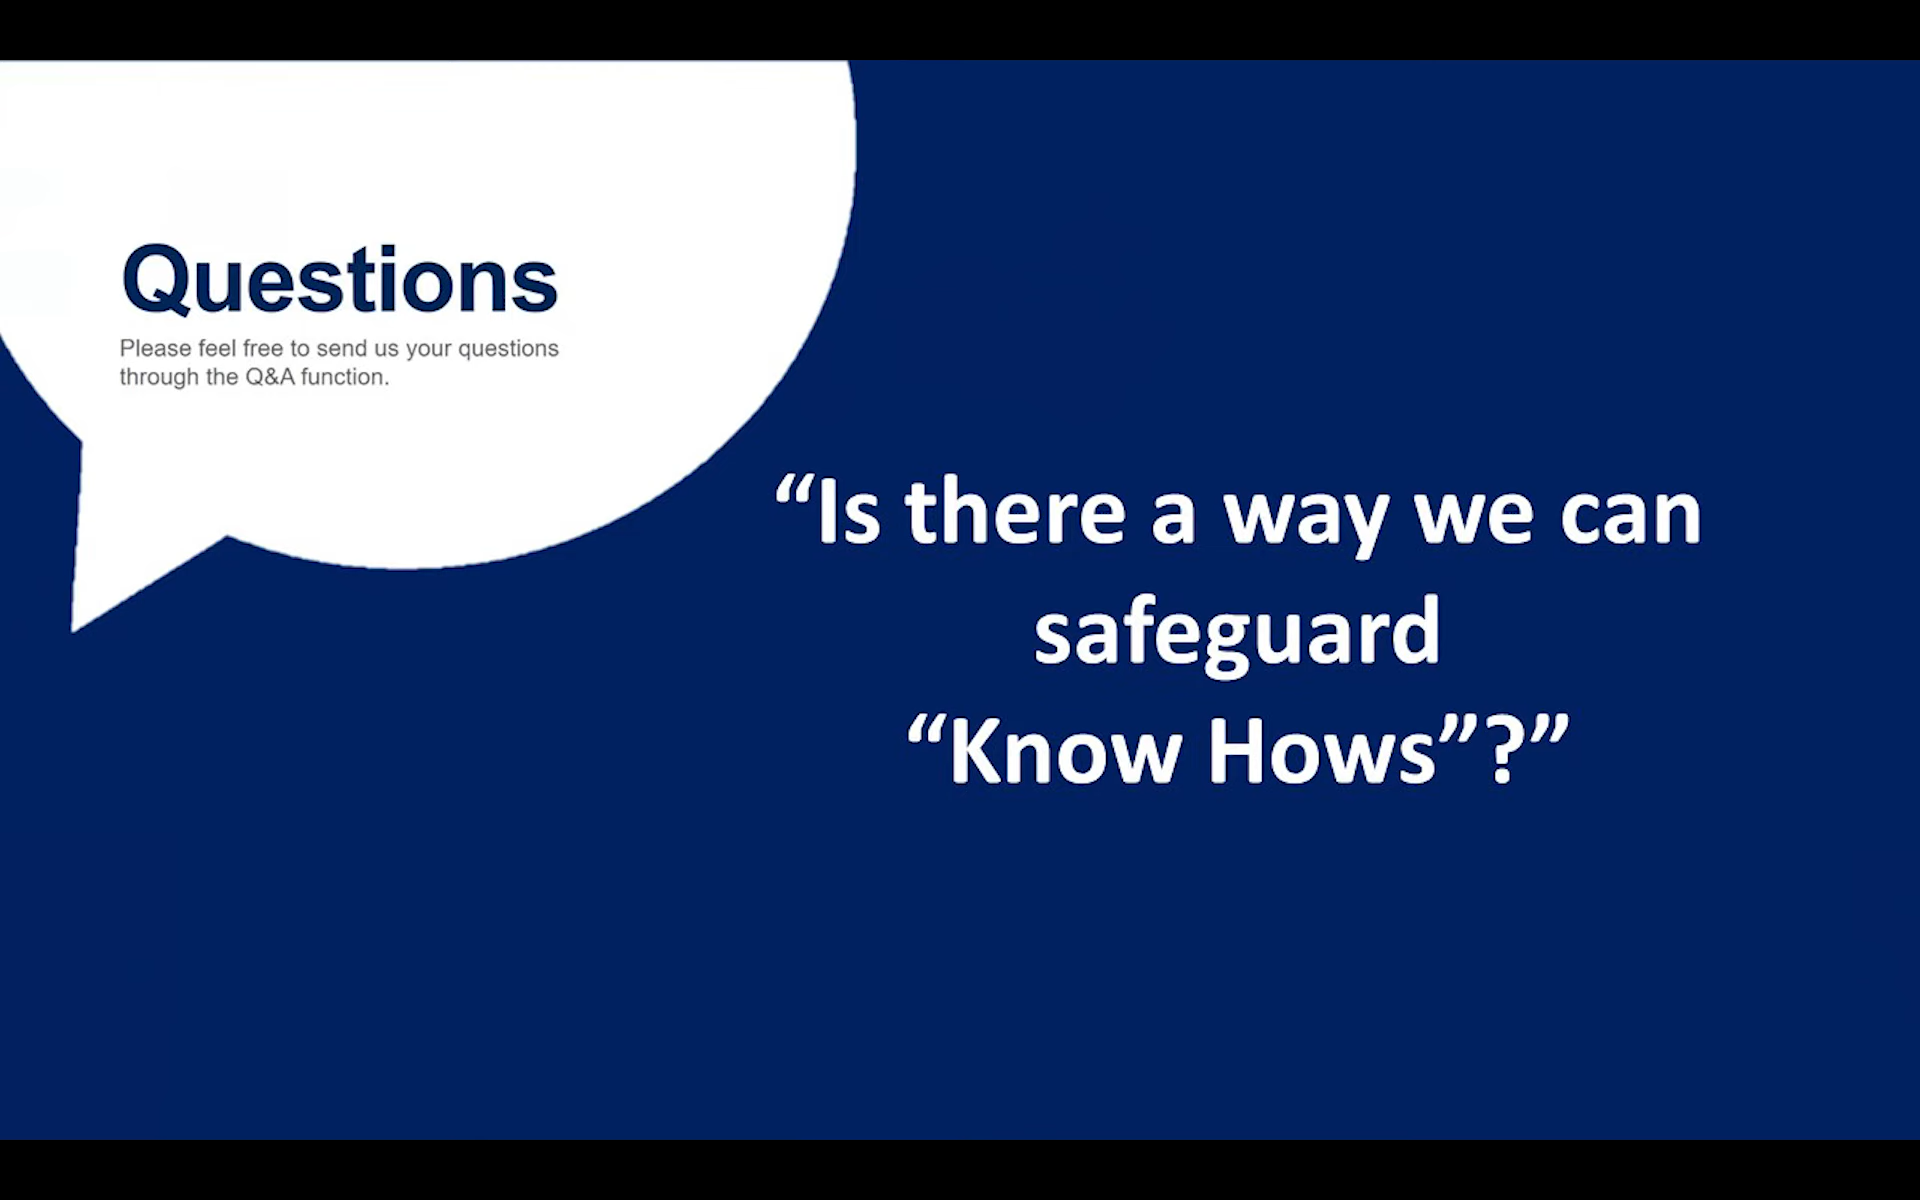 Questions
Please feel free to send us your questions
through the Q&A function.
“Is there a way we can
safeguard
“Know Hows”?”